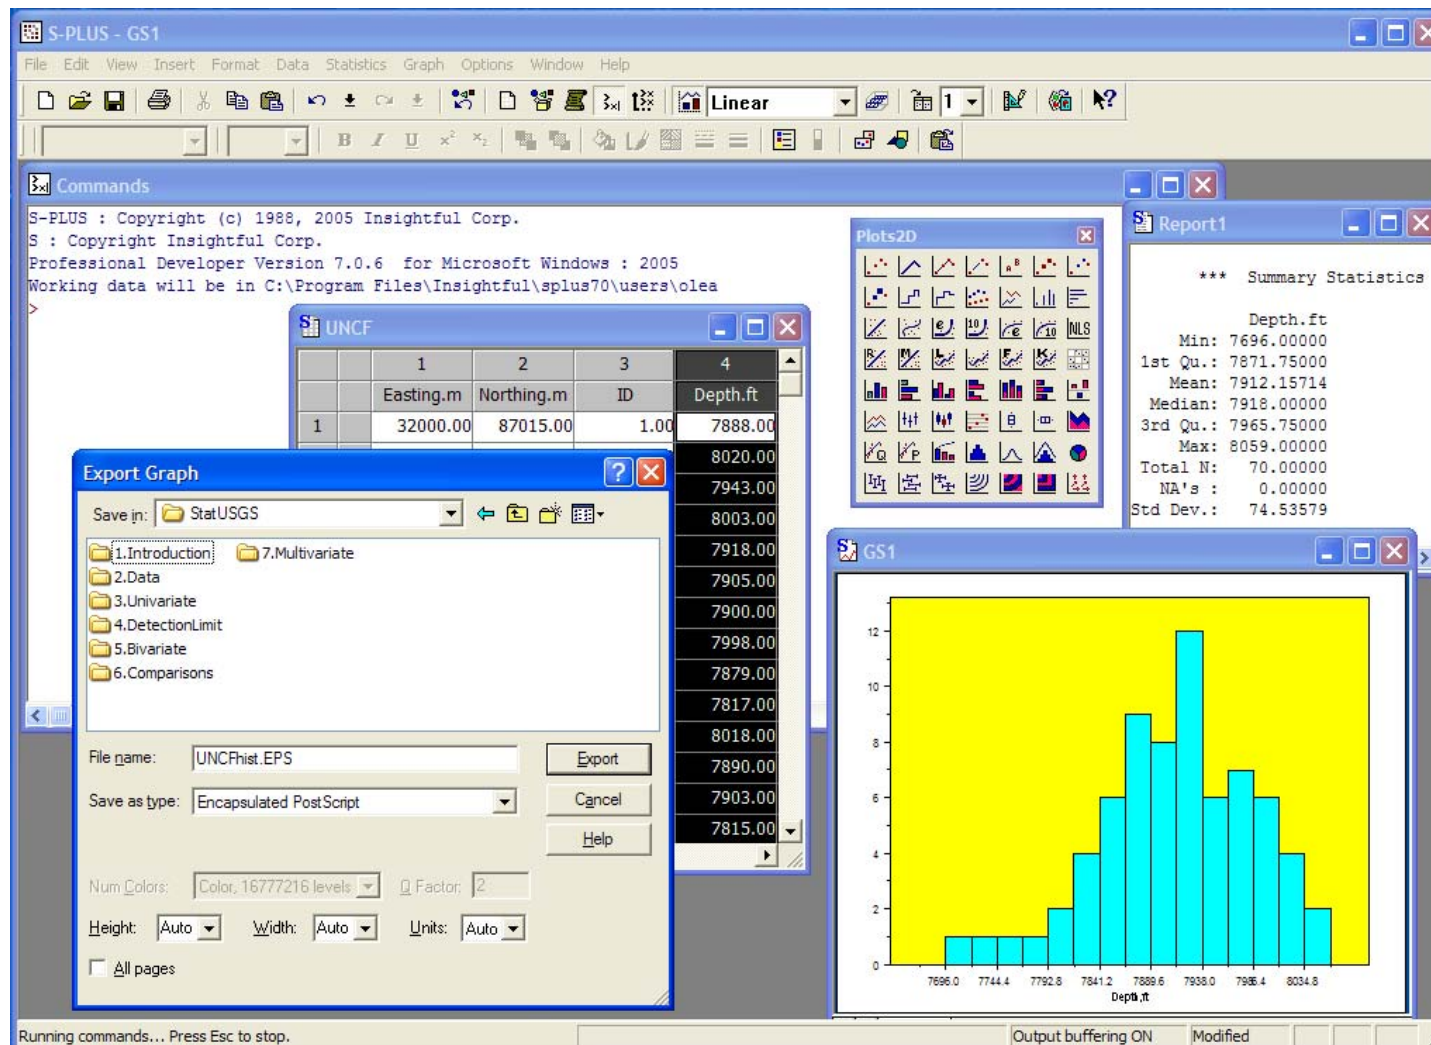 S-PLUS - GS1
File Edit View Insert Format Data Statistics Graph Options Window Help
Linear
1
B I U x² x₂
Commands
S-PLUS : Copyright (c) 1988, 2005 Insightful Corp.
S : Copyright Insightful Corp.
Professional Developer Version 7.0.6 for Microsoft Windows : 2005
Working data will be in C:\Program Files\Insightful\splus70\users\olea
>
Plots2D
NLS
Report1
*** Summary Statistics
Depth.ft
Min: 7696.00000
1st Qu.: 7871.75000
Mean: 7912.15714
Median: 7918.00000
3rd Qu.: 7965.75000
Max: 8059.00000
Total N: 70.00000
NA's : 0.00000
Std Dev.: 74.53579
UNCF
1 2 3 4
Easting.m Northing.m ID Depth.ft
1 32000.00 87015.00 1.00 7888.00
8020.00
7943.00
8003.00
7918.00
7905.00
7900.00
7998.00
7879.00
7817.00
8018.00
7890.00
7903.00
7815.00
Export Graph
Save in: StatUSGS
1.Introduction 7.Multivariate
2.Data
3.Univariate
4.DetectionLimit
5.Bivariate
6.Comparisons
File name: UNCFhist.EPS Export
Save as type: Encapsulated PostScript Cancel
Help
Num Colors: Color, 16777216 levels Q Factor: 2
Height: Auto Width: Auto Units: Auto
All pages
GS1
12
10
8
6
4
2
0
7696.0 7744.4 7792.8 7841.2 7889.6 7938.0 7986.4 8034.8
Depth.ft
Running commands... Press Esc to stop. Output buffering ON Modified